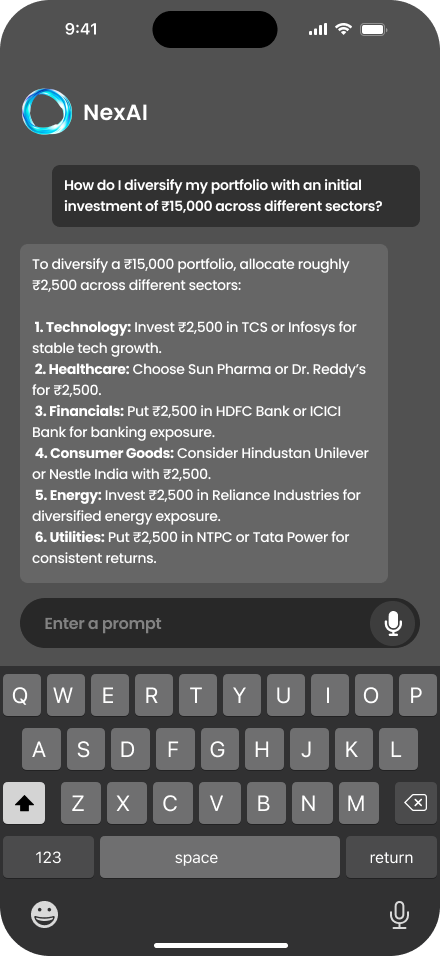 9:41
NexAI
How do I diversify my portfolio with an initial
investment of ₹15,000 across different sectors?
To diversify a ₹15,000 portfolio, allocate roughly
₹2,500 across different sectors:
1. Technology: Invest ₹2,500 in TCS or Infosys for
stable tech growth.
2. Healthcare: Choose Sun Pharma or Dr. Reddy's
for ₹2,500.
3. Financials: Put ₹2,500 in HDFC Bank or ICICI
Bank for banking exposure.
4. Consumer Goods: Consider Hindustan Unilever
or Nestle India with ₹2,500.
5. Energy: Invest ₹2,500 in Reliance Industries for
diversified energy exposure.
6. Utilities: Put ₹2,500 in NTPC or Tata Power for
consistent returns.
Enter a prompt
Q W E R T Y U I O P
A S D F G H J K L
Z X C V B N M
123 space return